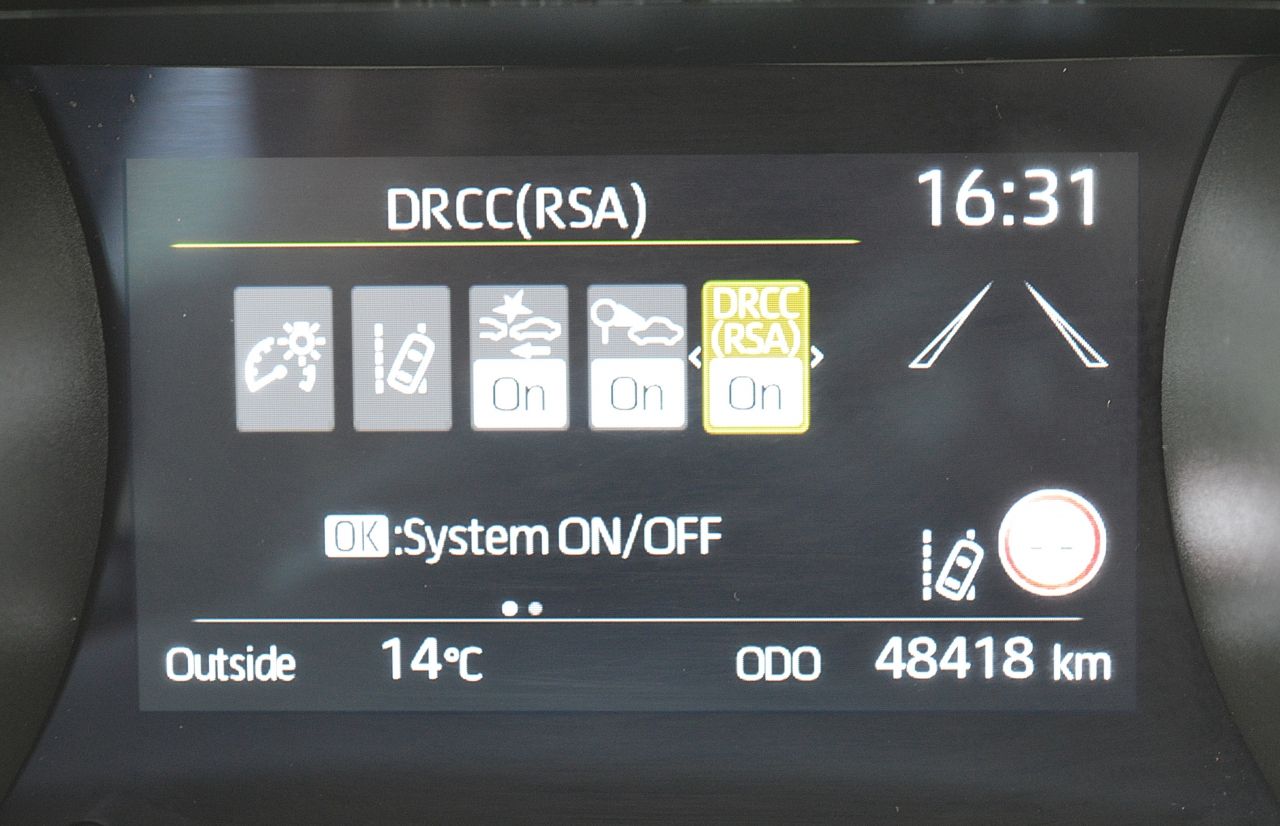 DRCC(RSA)
16:31
DRCC
(RSA)
On
On
On
OK:System ON/OFF
-- 
Outside 14°C ODO 48418 km